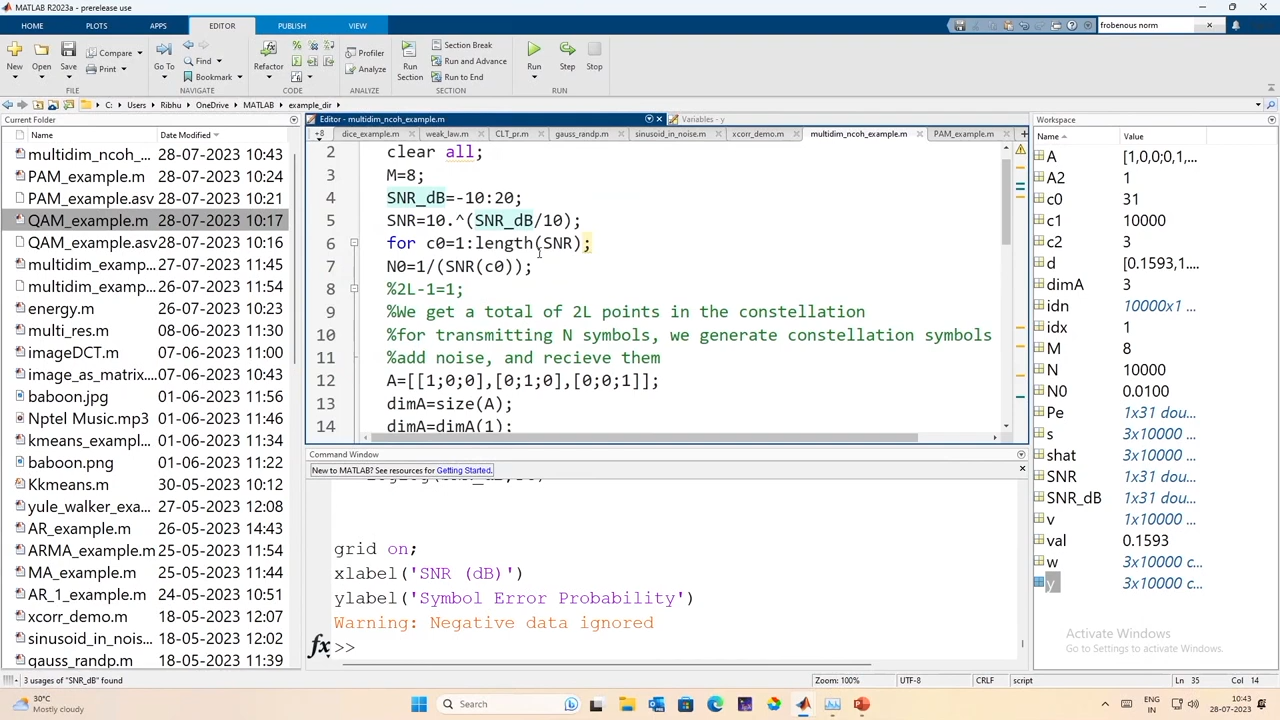 MATLAB R2023a - prerelease use
HOME PLOTS APPS EDITOR PUBLISH VIEW
frobenous norm
New Open Save Compare Print Go To Find Bookmark Refactor Profiler Analyze Run Section Section Break Run and Advance Run to End Run Step Stop
FILE NAVIGATE CODE ANALYZE SECTION RUN
C: Users Ribhu OneDrive MATLAB example_dir
Current Folder
Name Date Modified
multidim_ncoh_... 28-07-2023 10:43
PAM_example.m 28-07-2023 10:24
PAM_example.asv 28-07-2023 10:21
QAM_example.m 28-07-2023 10:17
QAM_example.asv 28-07-2023 10:16
multidim_examp... 27-07-2023 11:45
multidim_examp... 26-07-2023 11:44
energy.m 26-07-2023 10:73
multi_res.m 08-06-2023 11:30
imageDCT.m 07-06-2023 11:00
image_as_matrix.... 07-06-2023 10:43
baboon.jpg 01-06-2023 11:56
Nptel Music.mp3 01-06-2023 11:46
kmeans_exampl... 01-06-2023 11:34
baboon.png 01-06-2023 11:22
Kkmeans.m 30-05-2023 10:12
yule_walker_exa... 27-05-2023 12:08
AR_example.m 26-05-2023 14:43
ARMA_example.m 25-05-2023 11:54
MA_example.m 25-05-2023 11:44
AR_1_example.m 24-05-2023 10:51
xcorr_demo.m 18-05-2023 12:07
sinusoid_in_nois... 18-05-2023 12:02
gauss_randp.m 18-05-2023 11:39
3 usages of "SNR_dB" found
Editor - multidim_ncoh_example.m
Variables - y
dice_example.m weak_law.m CLT_pr.m gauss_randp.m sinusoid_in_noise.m xcorr_demo.m multidim_ncoh_example.m PAM_example.m
2 clear all;
3 M=8;
4 SNR_dB=-10:20;
5 SNR=10.^(SNR_dB/10);
6 for c0=1:length(SNR);
7 N0=1/(SNR(c0));
8 %2L-1=1;
9 %We get a total of 2L points in the constellation
10 %for transmitting N symbols, we generate constellation symbols
11 %add noise, and recieve them
12 A=[[1;0;0],[0;1;0],[0;0;1]];
13 dimA=size(A);
14 dimA=dimA(1);
Command Window
New to MATLAB? See resources for Getting Started.
grid on;
xlabel('SNR (dB)')
ylabel('Symbol Error Probability')
Warning: Negative data ignored
fx >>
Workspace
Name Value
A [1,0,0;0,1,...
A2 1
c0 31
c1 10000
c2 3
d [0.1593,1....
dimA 3
idn 10000x1 ...
idx 1
M 8
N 10000
N0 0.0100
Pe 1x31 dou...
s 3x10000 ...
shat 3x10000 ...
SNR 1x31 dou...
SNR_dB 1x31 dou...
v 1x10000 ...
val 0.1593
w 3x10000 c...
y 3x10000 c...
Activate Windows
Go to Settings to activate Windows.
Zoom: 100% UTF-8 CRLF script Ln 35 Col 14
30°C
Mostly cloudy
Search
ENG
IN
10:43
28-07-2023